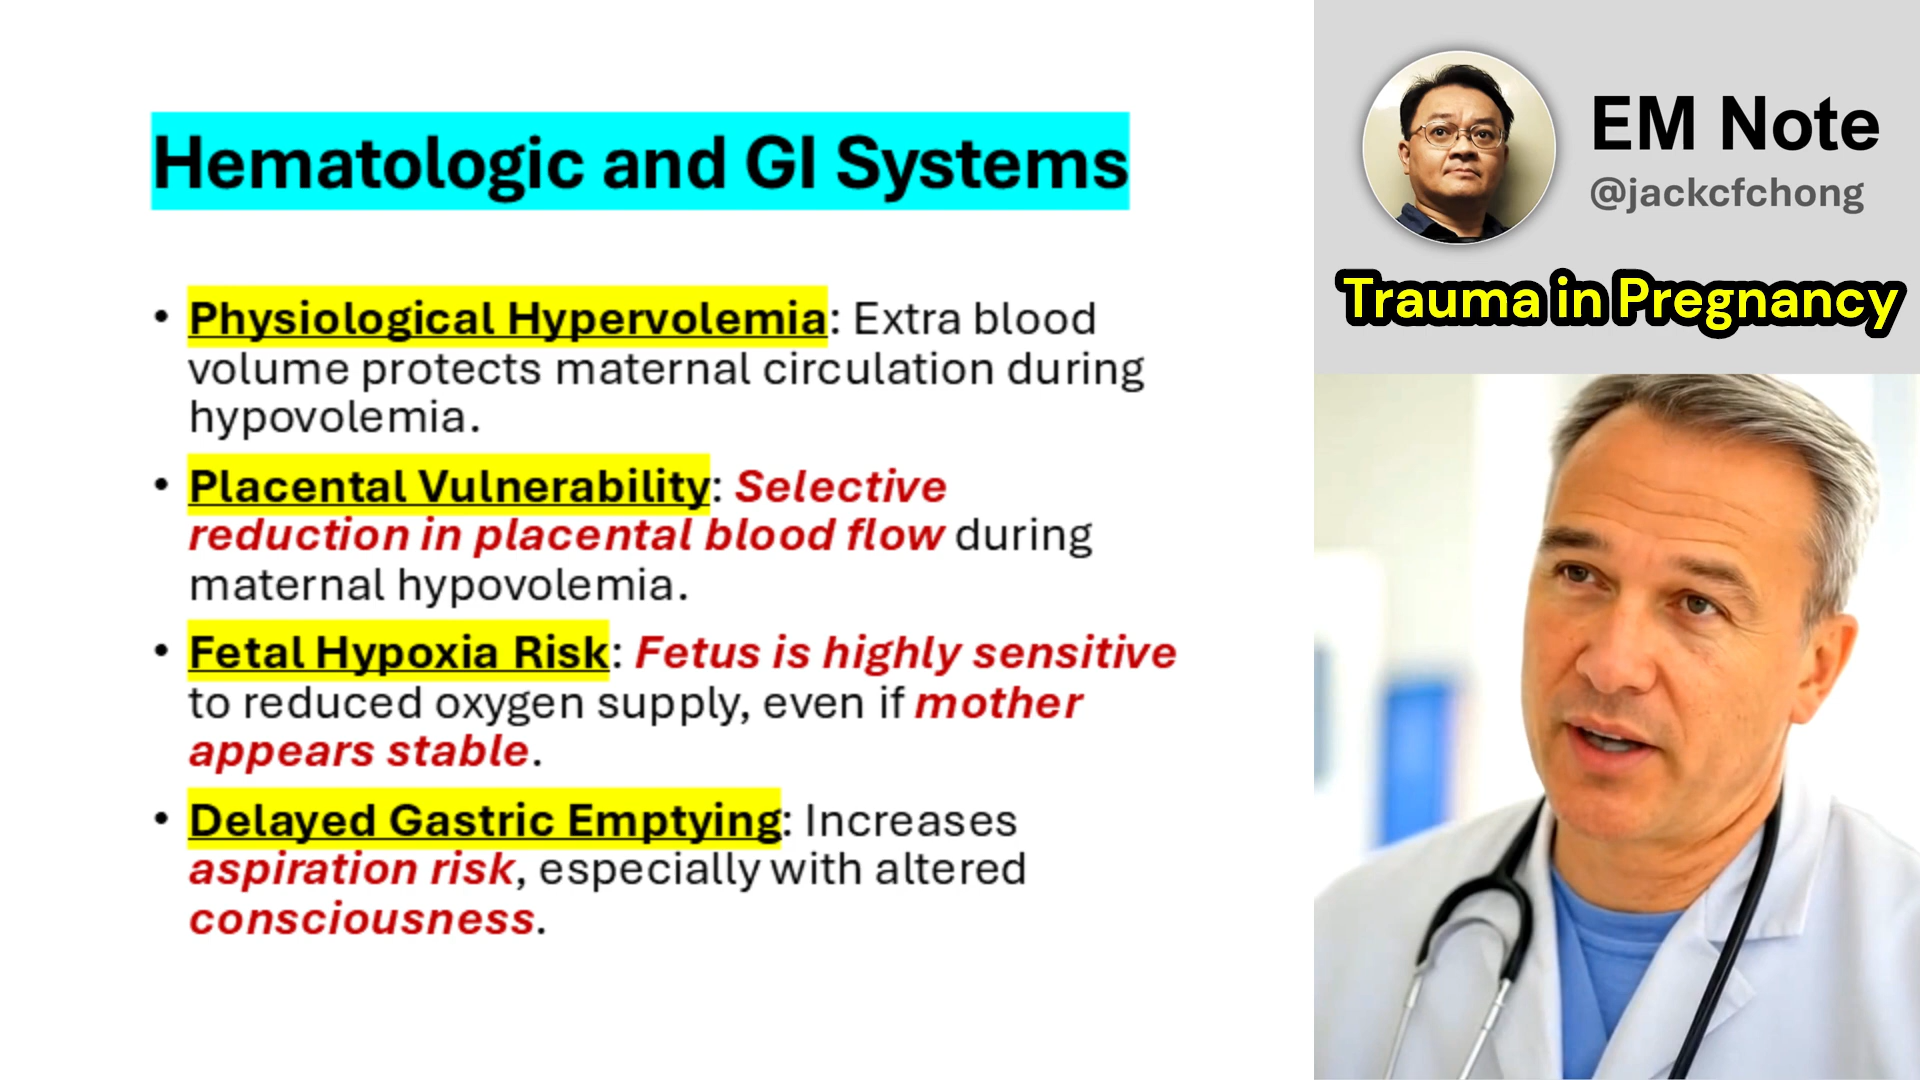 Hematologic and GI Systems
• Physiological Hypervolemia: Extra blood
volume protects maternal circulation during
hypovolemia.
• Placental Vulnerability: Selective
reduction in placental blood flow during
maternal hypovolemia.
• Fetal Hypoxia Risk: Fetus is highly sensitive
to reduced oxygen supply, even if mother
appears stable.
• Delayed Gastric Emptying: Increases
aspiration risk, especially with altered
consciousness.
EM Note
@jackcfchong
Trauma in Pregnancy